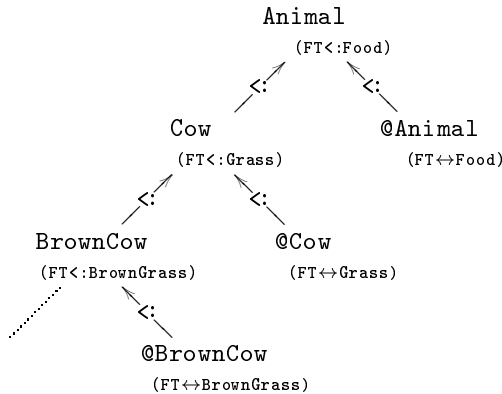 Animal
(FT<:Food)
<: <:
Cow @Animal
(FT<:Grass) (FT↔Food)
<: <:
BrownCow @Cow
(FT<:BrownGrass) (FT↔Grass)
<:
@BrownCow
(FT↔BrownGrass)